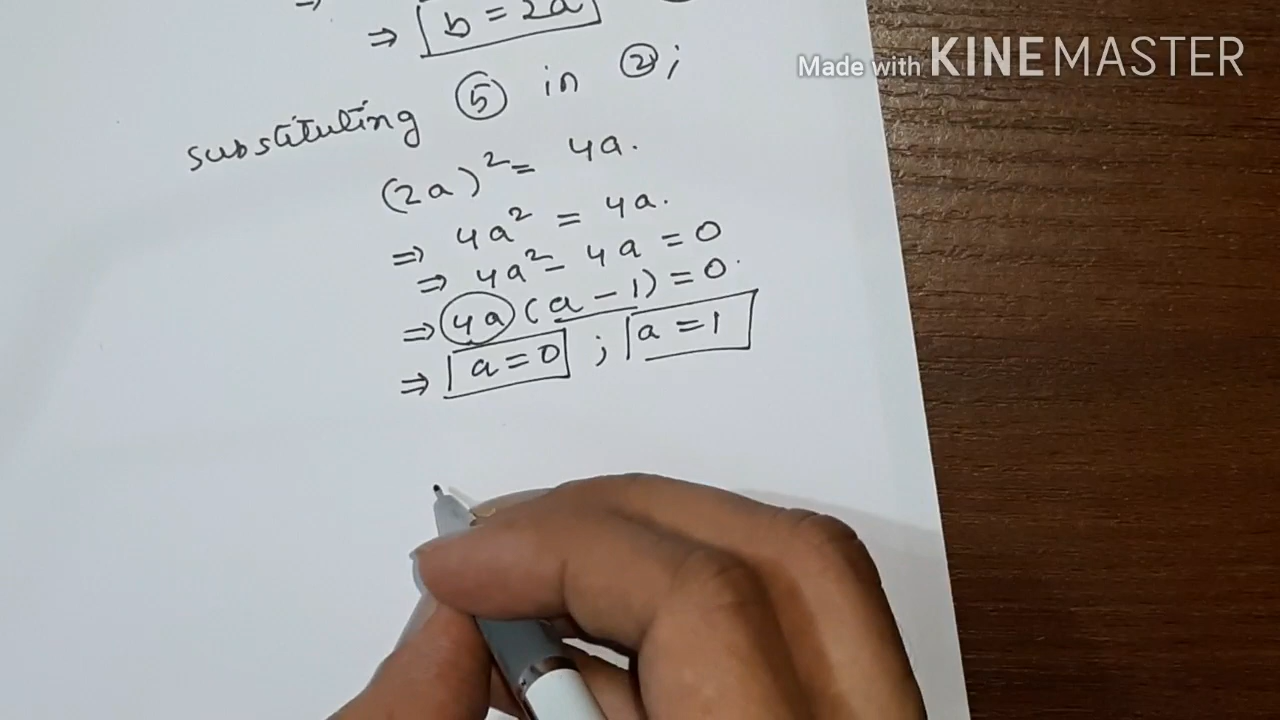 Made with KINEMASTER
⇒ b = 2a
substituting ⑤ in ②;
(2a)² = 4a.
⇒ 4a² = 4a.
⇒ 4a² - 4a = 0
⇒ 4a (a - 1) = 0.
⇒ a = 0 ; a = 1